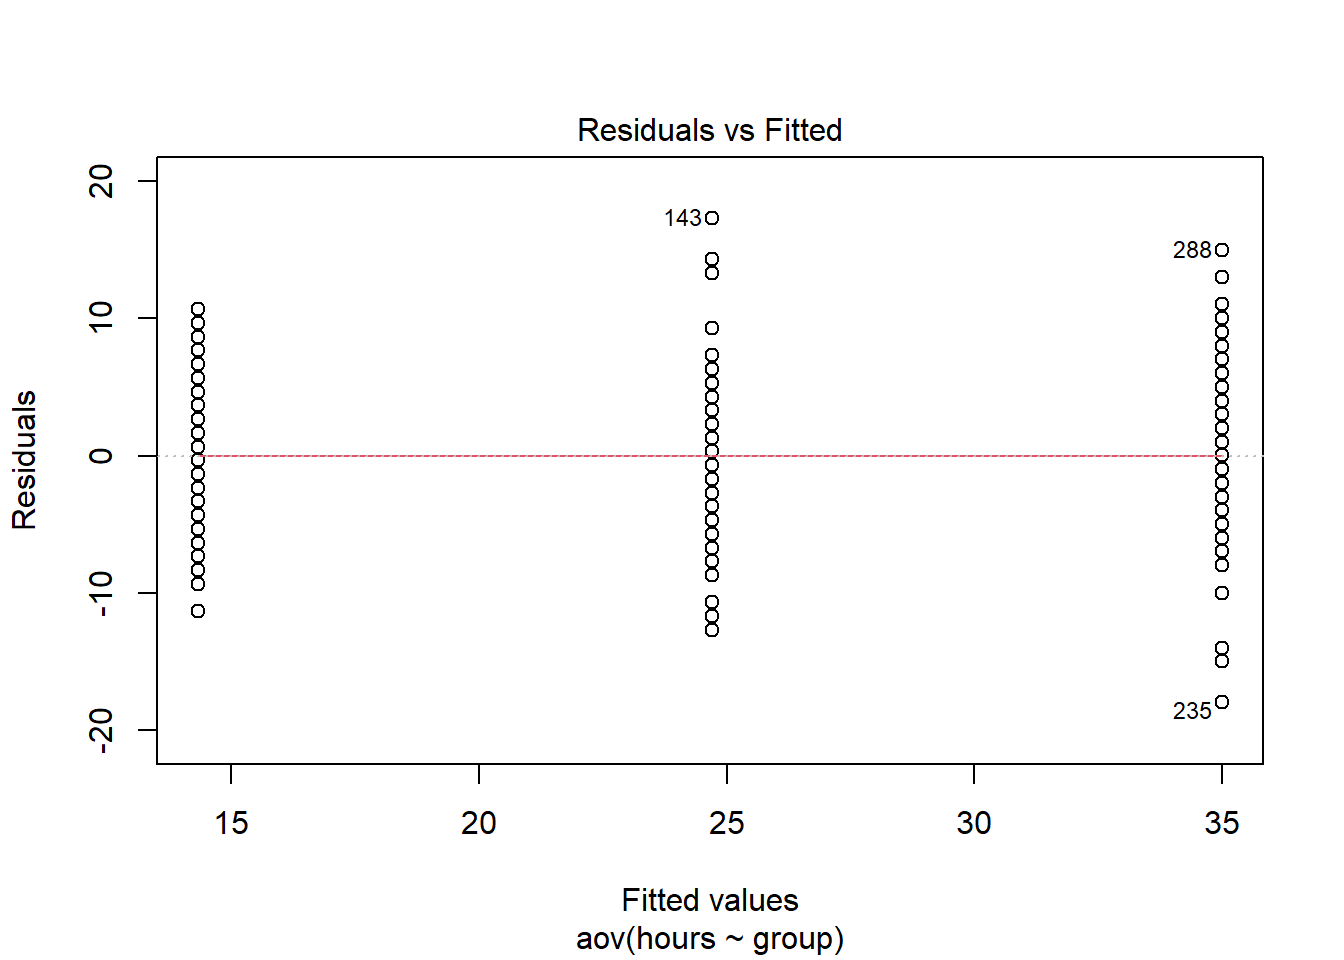 Residuals vs Fitted
Residuals
20
10
0
-10
-20
143
288
235
15 20 25 30 35
Fitted values
aov(hours ~ group)